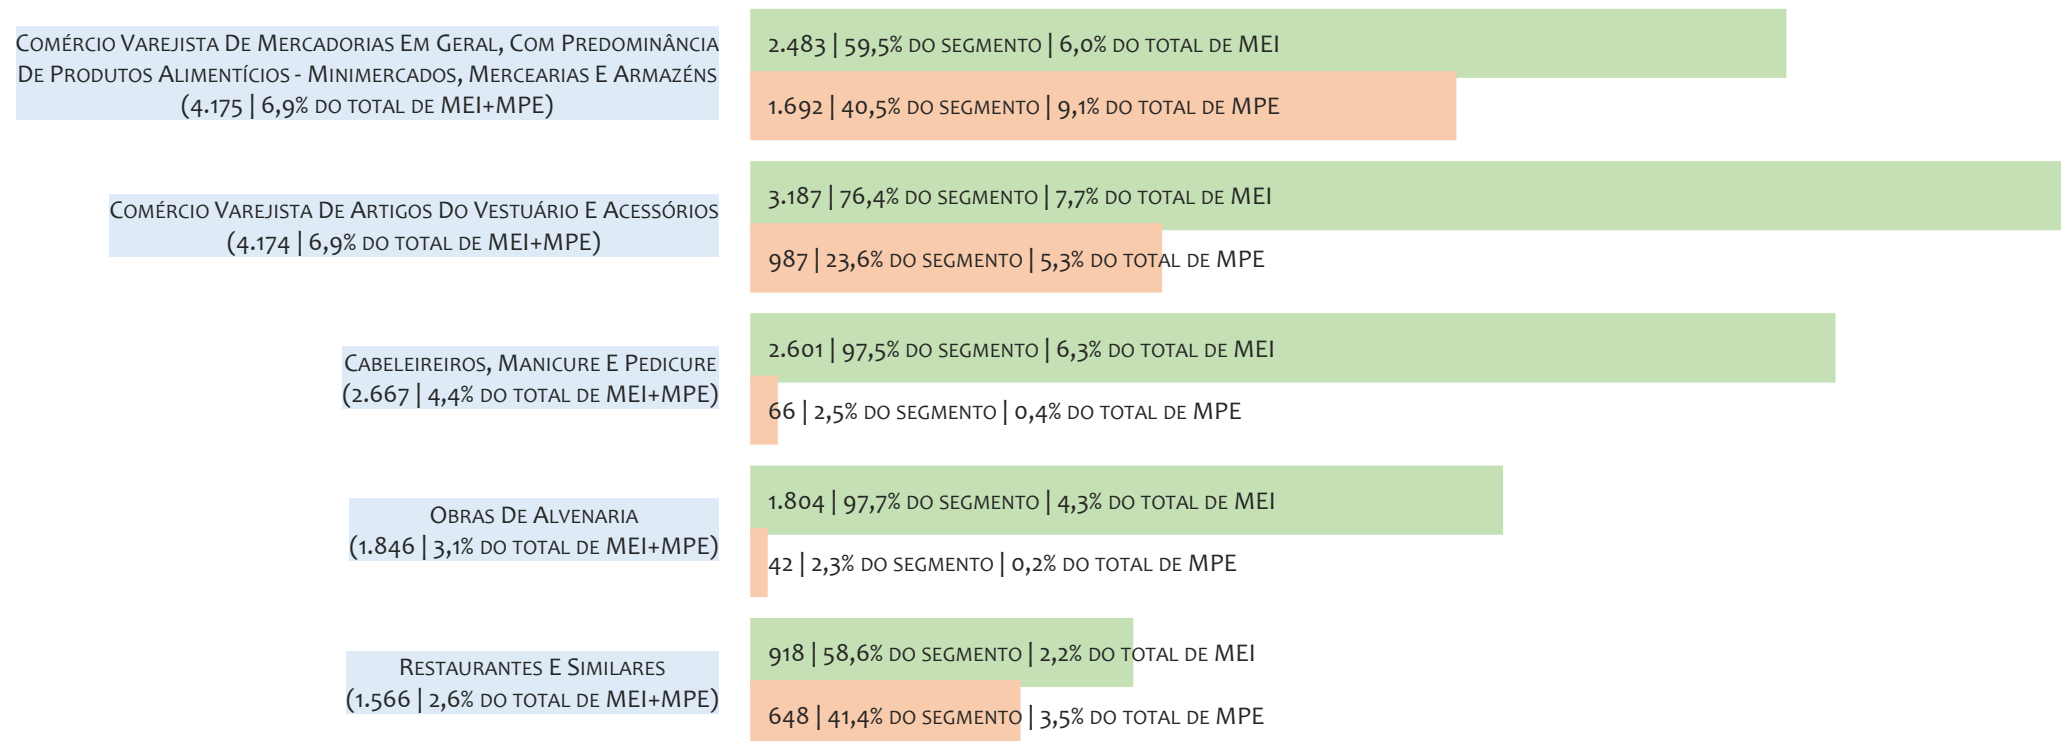 Comércio Varejista De Mercadorias Em Geral, Com Predominância
De Produtos Alimentícios - Minimercados, Mercearias E Armazéns
(4.175 | 6,9% do total de MEI+MPE)
2.483 | 59,5% do segmento | 6,0% do total de MEI
1.692 | 40,5% do segmento | 9,1% do total de MPE
Comércio Varejista De Artigos Do Vestuário E Acessórios
(4.174 | 6,9% do total de MEI+MPE)
3.187 | 76,4% do segmento | 7,7% do total de MEI
987 | 23,6% do segmento | 5,3% do total de MPE
Cabeleireiros, Manicure E Pedicure
(2.667 | 4,4% do total de MEI+MPE)
2.601 | 97,5% do segmento | 6,3% do total de MEI
66 | 2,5% do segmento | 0,4% do total de MPE
Obras De Alvenaria
(1.846 | 3,1% do total de MEI+MPE)
1.804 | 97,7% do segmento | 4,3% do total de MEI
42 | 2,3% do segmento | 0,2% do total de MPE
Restaurantes E Similares
(1.566 | 2,6% do total de MEI+MPE)
918 | 58,6% do segmento | 2,2% do total de MEI
648 | 41,4% do segmento | 3,5% do total de MPE